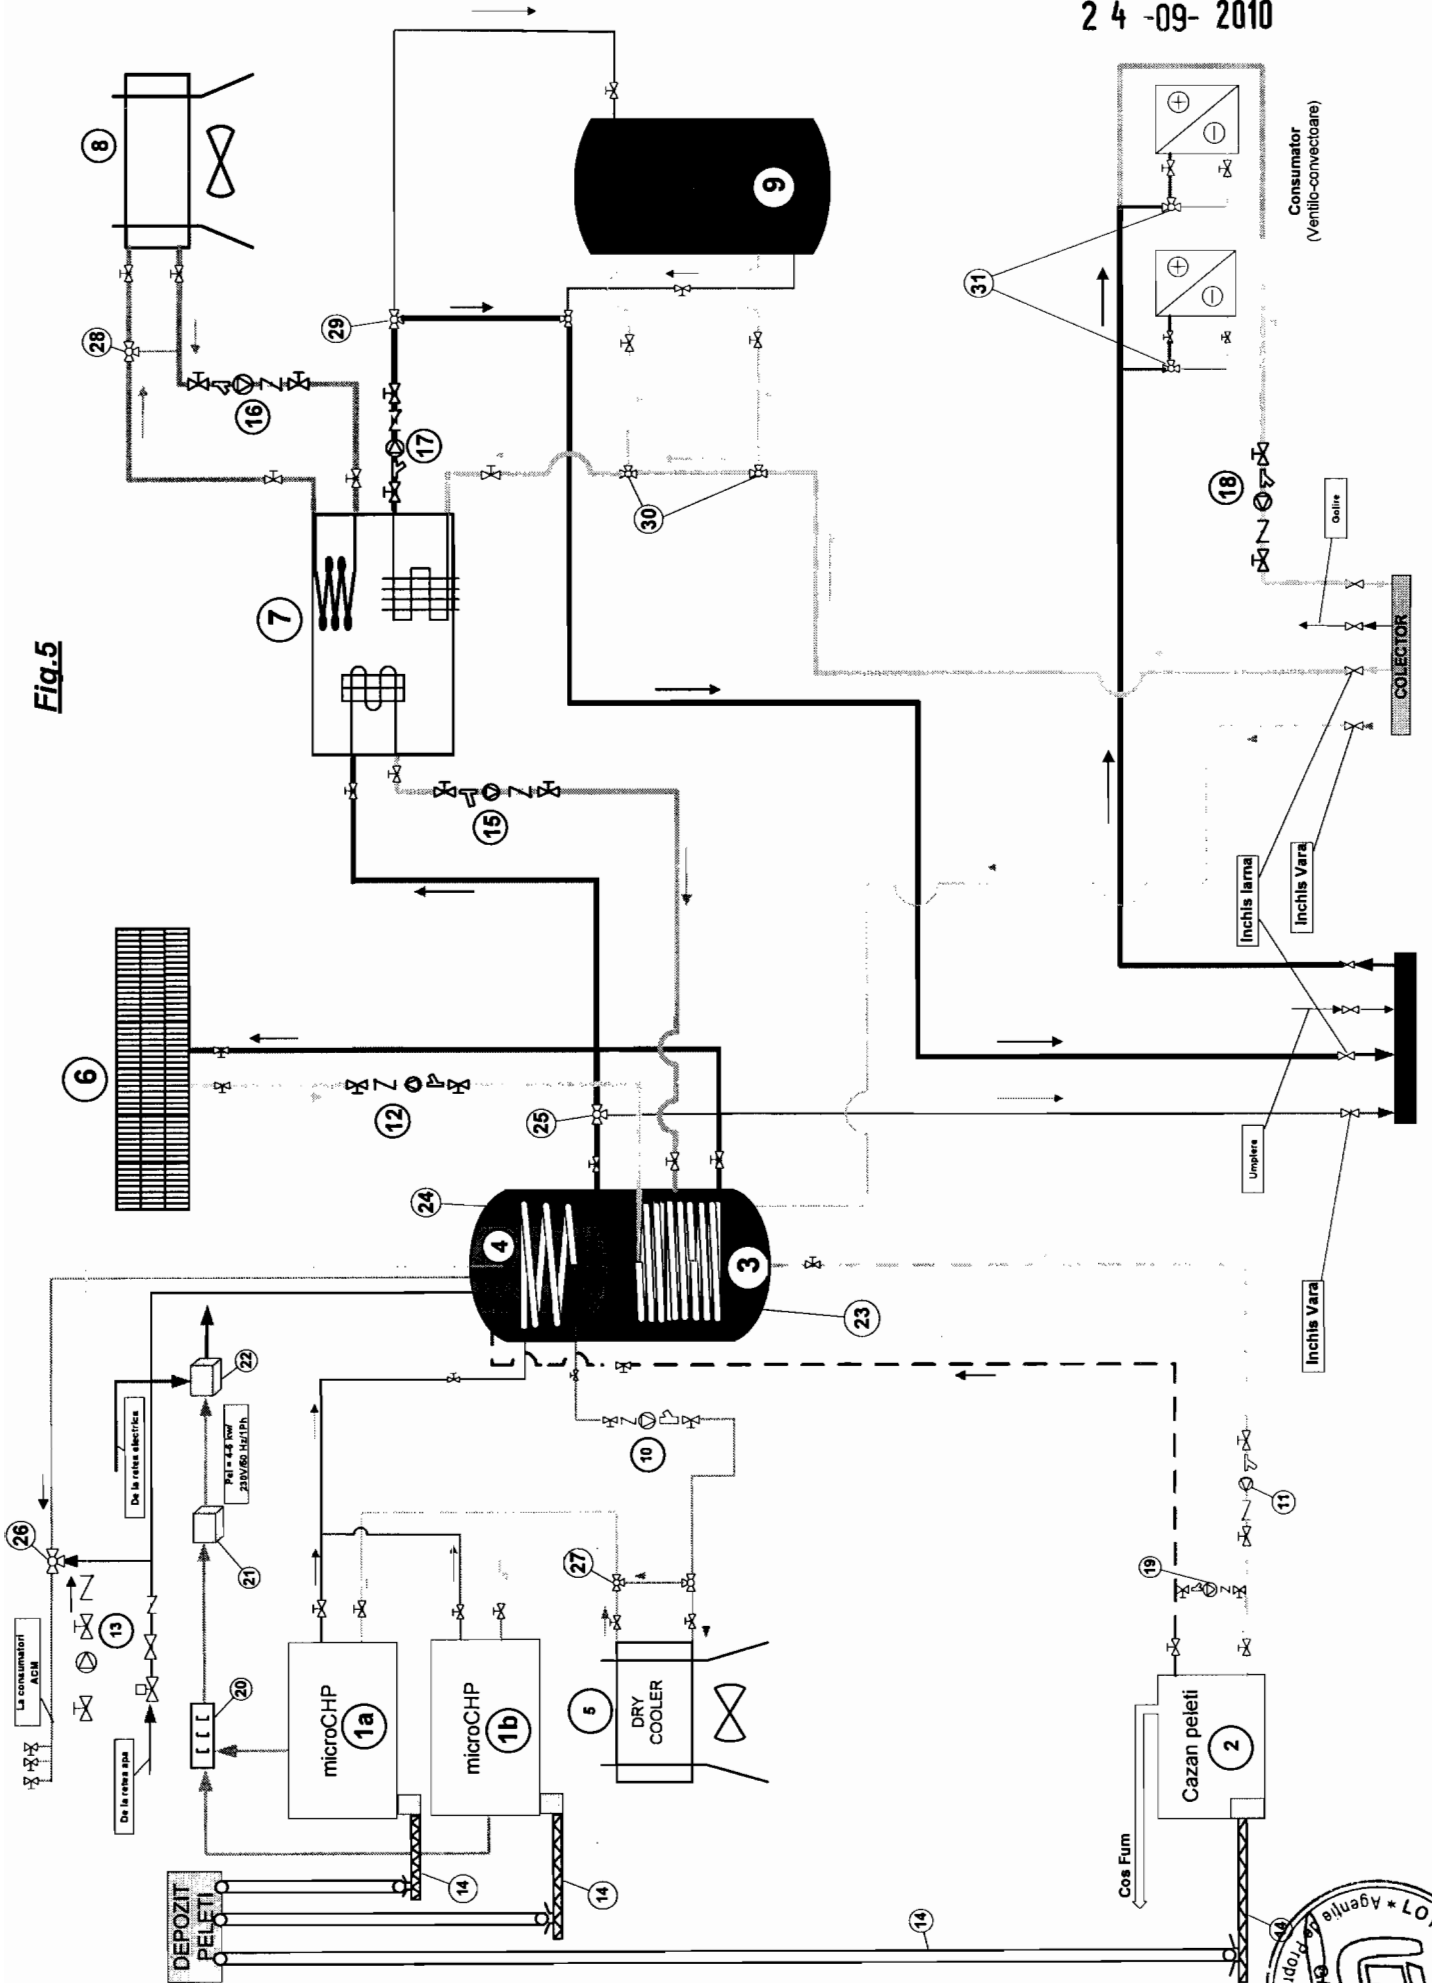 24 -09- 2010
Fig.5
8
28
16
29
17
9
7
30
31
Consumator
(Ventilo-convectoare)
18
Golire
COLECTOR
15
Inchis Iarna
Inchis Vara
6
12
25
24
4
3
23
Umplere
Inchis Vara
De la retea electrica
22
Pel = 4-6 kW
230V/50 Hz/1Ph
21
26
La consumatori
ACM
13
De la retea apa
20
microCHP
1a
microCHP
1b
10
27
5
DRY
COOLER
11
19
Cazan peleti
2
Cos Fum
DEPOZIT
PELETI
14
14
14
14